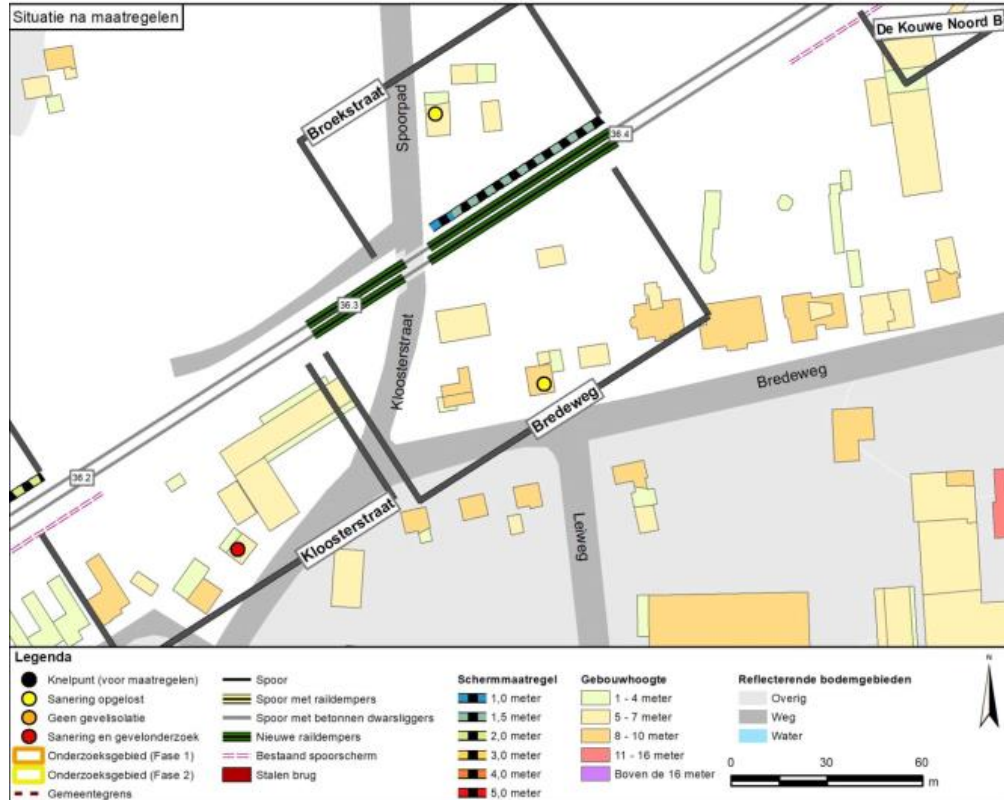 Situatie na maatregelen
De Kouwe Noord B
Broekstraat
Spoorpad
36.4
36.3
Kloosterstraat
Bredeweg
Bredeweg
36.2
Kloosterstraat
Leiweg
Legenda
Knelpunt (voor maatregelen)
Sanering opgelost
Geen gevelisolatie
Sanering en gevelonderzoek
Onderzoeksgebied (Fase 1)
Onderzoeksgebied (Fase 2)
Gemeentegrens
Spoor
Spoor met raildempers
Spoor met betonnen dwarsliggers
Nieuwe raildempers
Bestaand spoorscherm
Stalen brug
Schermmaatregel
1,0 meter
1,5 meter
2,0 meter
3,0 meter
4,0 meter
5,0 meter
Gebouwhoogte
1 - 4 meter
5 - 7 meter
8 - 10 meter
11 - 16 meter
Boven de 16 meter
Reflecterende bodemgebieden
Overig
Weg
Water
N
0 30 60
m